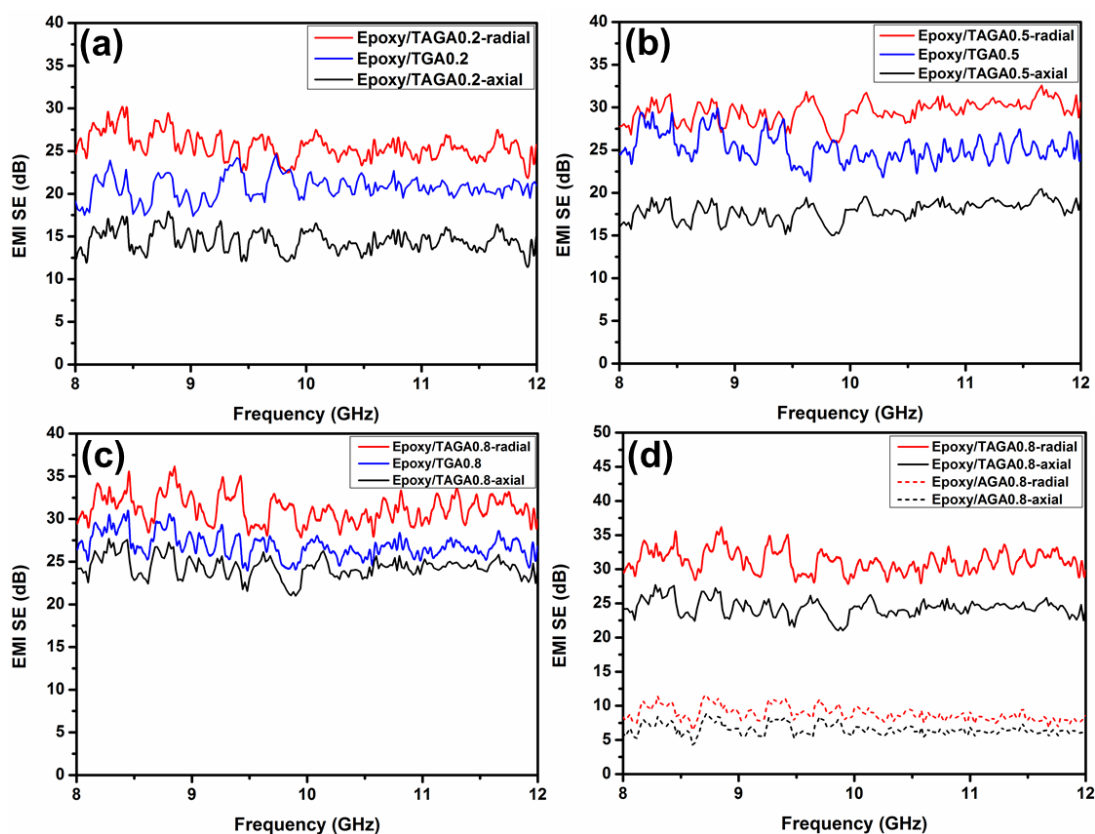 (a)
Epoxy/TAGA0.2-radial
Epoxy/TGA0.2
Epoxy/TAGA0.2-axial
EMI SE (dB)
40
35
30
25
20
15
10
5
0
8
9
10
11
12
Frequency (GHz)
(b)
Epoxy/TAGA0.5-radial
Epoxy/TGA0.5
Epoxy/TAGA0.5-axial
EMI SE (dB)
40
35
30
25
20
15
10
5
0
8
9
10
11
12
Frequency (GHz)
(c)
Epoxy/TAGA0.8-radial
Epoxy/TGA0.8
Epoxy/TAGA0.8-axial
EMI SE (dB)
40
35
30
25
20
15
10
5
0
8
9
10
11
12
Frequency (GHz)
(d)
Epoxy/TAGA0.8-radial
Epoxy/TAGA0.8-axial
Epoxy/AGA0.8-radial
Epoxy/AGA0.8-axial
EMI SE (dB)
50
45
40
35
30
25
20
15
10
5
0
8
9
10
11
12
Frequency (GHz)